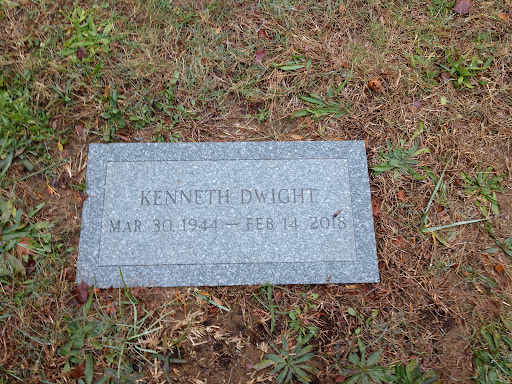 KENNETH DWIGHT
MAR. 30, 1944 — FEB. 14, 2018